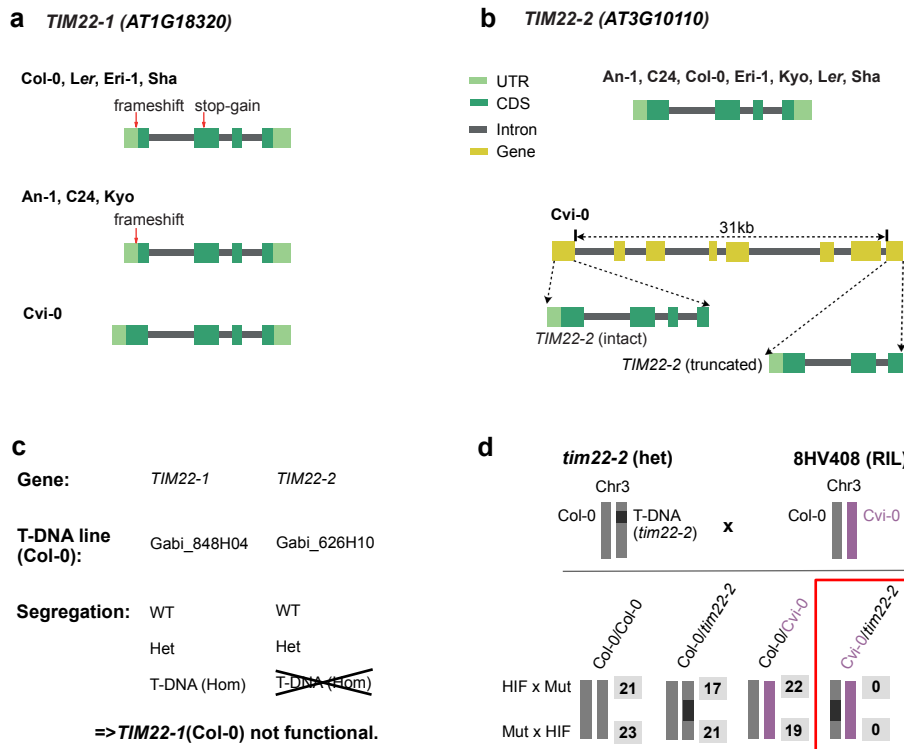 a
TIM22-1 (AT1G18320)
Col-0, Ler, Eri-1, Sha
frameshift
stop-gain
An-1, C24, Kyo
frameshift
Cvi-0
b
TIM22-2 (AT3G10110)
UTR
CDS
Intron
Gene
An-1, C24, Col-0, Eri-1, Kyo, Ler, Sha
Cvi-0
31kb
TIM22-2 (intact)
TIM22-2 (truncated)
c
Gene:
TIM22-1
TIM22-2
T-DNA line
(Col-0):
Gabi_848H04
Gabi_626H10
Segregation:
WT
WT
Het
Het
T-DNA (Hom)
T-DNA (Hom)
=>TIM22-1(Col-0) not functional.
d
tim22-2 (het)
8HV408 (RIL)
Chr3
Chr3
Col-0
T-DNA
(tim22-2)
x
Col-0
Cvi-0
Col-0/Col-0
Col-0/tim22-2
Col-0/Cvi-0
Cvi-0/tim22-2
HIF x Mut
21
17
22
0
Mut x HIF
23
21
19
0